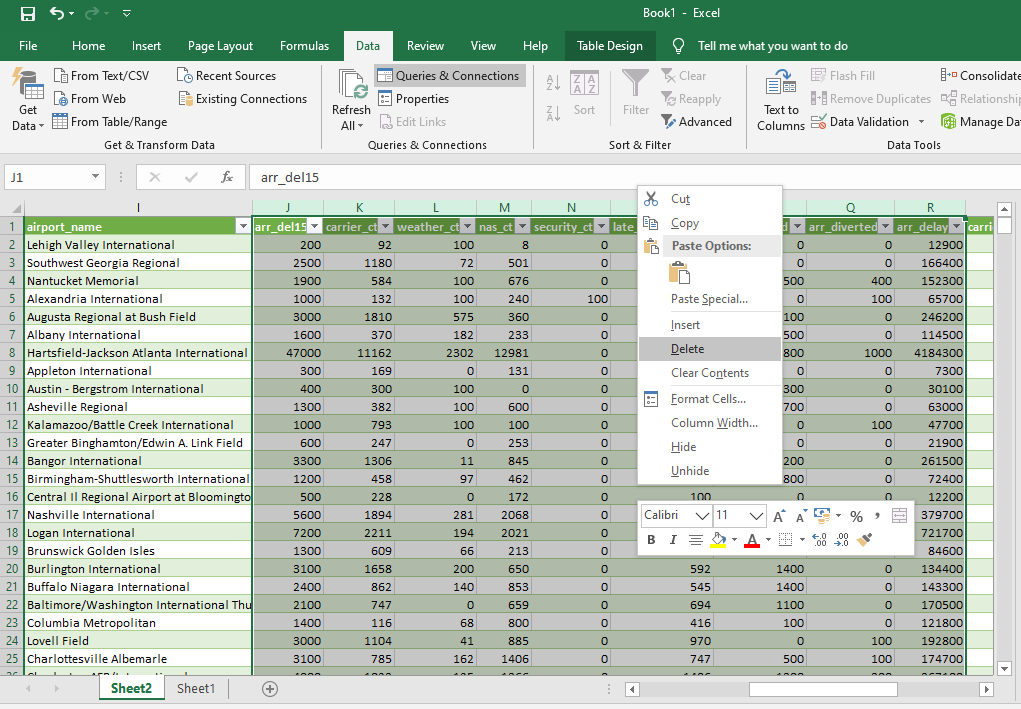 Book1 - Excel
File Home Insert Page Layout Formulas Data Review View Help Table Design Tell me what you want to do
From Text/CSV Recent Sources Queries & Connections Clear Flash Fill Consolidate
Get Data From Web Existing Connections Refresh All Properties Sort Filter Reapply Text to Columns Remove Duplicates
From Table/Range Edit Links Advanced Data Validation
Get & Transform Data Queries & Connections Sort & Filter Data Tools
J1 fx arr_del15
I J K L M N Q R
1 airport_name arr_del15 carrier_ct weather_ct nas_ct security_ct late_ d arr_diverted arr_delay carri
2 Lehigh Valley International 200 92 100 8 0 0 12900
3 Southwest Georgia Regional 2500 1180 72 501 0 0 166400
4 Nantucket Memorial 1900 584 100 676 0 500 400 152300
5 Alexandria International 1000 132 100 240 100 0 100 65700
6 Augusta Regional at Bush Field 3000 1810 575 360 0 100 0 246200
7 Albany International 1600 370 182 233 0 500 0 114500
8 Hartsfield-Jackson Atlanta International 47000 11162 2302 12981 0 800 1000 4184300
9 Appleton International 300 169 0 131 0 0 0 7300
10 Austin - Bergstrom International 400 300 100 0 0 300 0 30100
11 Asheville Regional 1300 382 100 600 0 700 0 63000
12 Kalamazoo/Battle Creek International 1000 793 100 100 0 0 100 47700
13 Greater Binghamton/Edwin A. Link Field 600 247 0 253 0 0 0 21900
14 Bangor International 3300 1306 11 845 0 200 0 261500
15 Birmingham-Shuttlesworth International 1200 458 97 462 0 800 0 72400
16 Central Il Regional Airport at Bloomingto 500 228 0 172 0 100 0 0 12200
17 Nashville International 5600 1894 281 2068 0 379700
18 Logan International 7200 2211 194 2021 0 721700
19 Brunswick Golden Isles 1300 609 66 213 0 84600
20 Burlington International 3100 1658 200 650 0 592 1400 0 134400
21 Buffalo Niagara International 2400 862 140 853 0 545 1400 0 143300
22 Baltimore/Washington International Thu 2100 747 0 659 0 694 1100 0 170500
23 Columbia Metropolitan 1400 116 68 800 0 416 100 0 121800
24 Lovell Field 3000 1104 41 885 0 970 0 100 192800
25 Charlottesville Albemarle 3100 785 162 1406 0 747 500 100 174700
Cut
Copy
Paste Options:
Paste Special...
Insert
Delete
Clear Contents
Format Cells...
Column Width...
Hide
Unhide
Calibri 11 A A % ,
B I A .00 .00
Sheet2 Sheet1